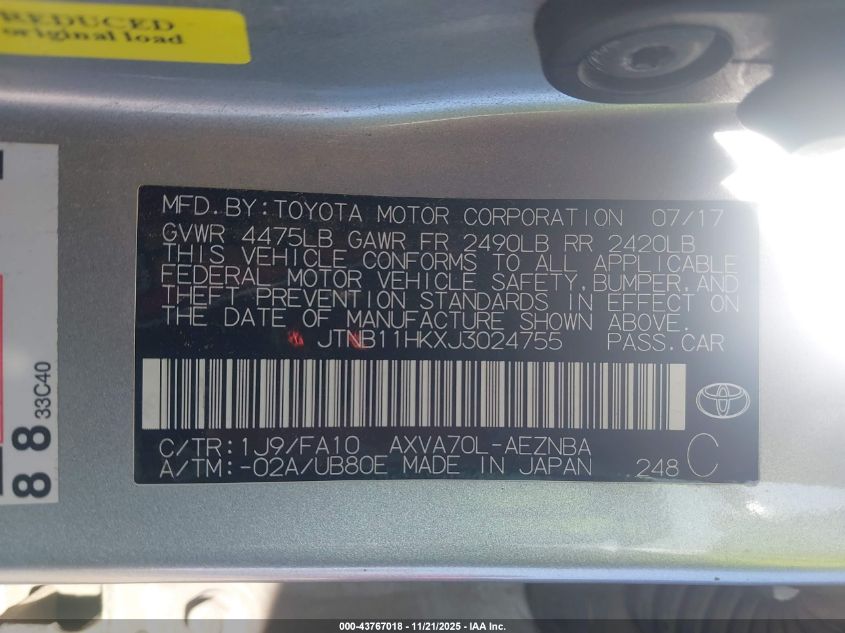 REDUCED
original load
33C40
88
MFD.BY:TOYOTA MOTOR CORPORATION 07/17
GVWR 4475LB GAWR FR 2490LB RR 2420LB
THIS VEHICLE CONFORMS TO ALL APPLICABLE
FEDERAL MOTOR VEHICLE SAFETY,BUMPER,AND
THEFT PREVENTION STANDARDS IN EFFECT ON
THE DATE OF MANUFACTURE SHOWN ABOVE.
JTNB11HKXJ3024755 PASS.CAR
C/TR:1J9/FA10 AXVA70L-AEZNBA
A/TM:-02A/UB80E MADE IN JAPAN 248 C
000-43767018 - 11/21/2025 - IAA Inc.